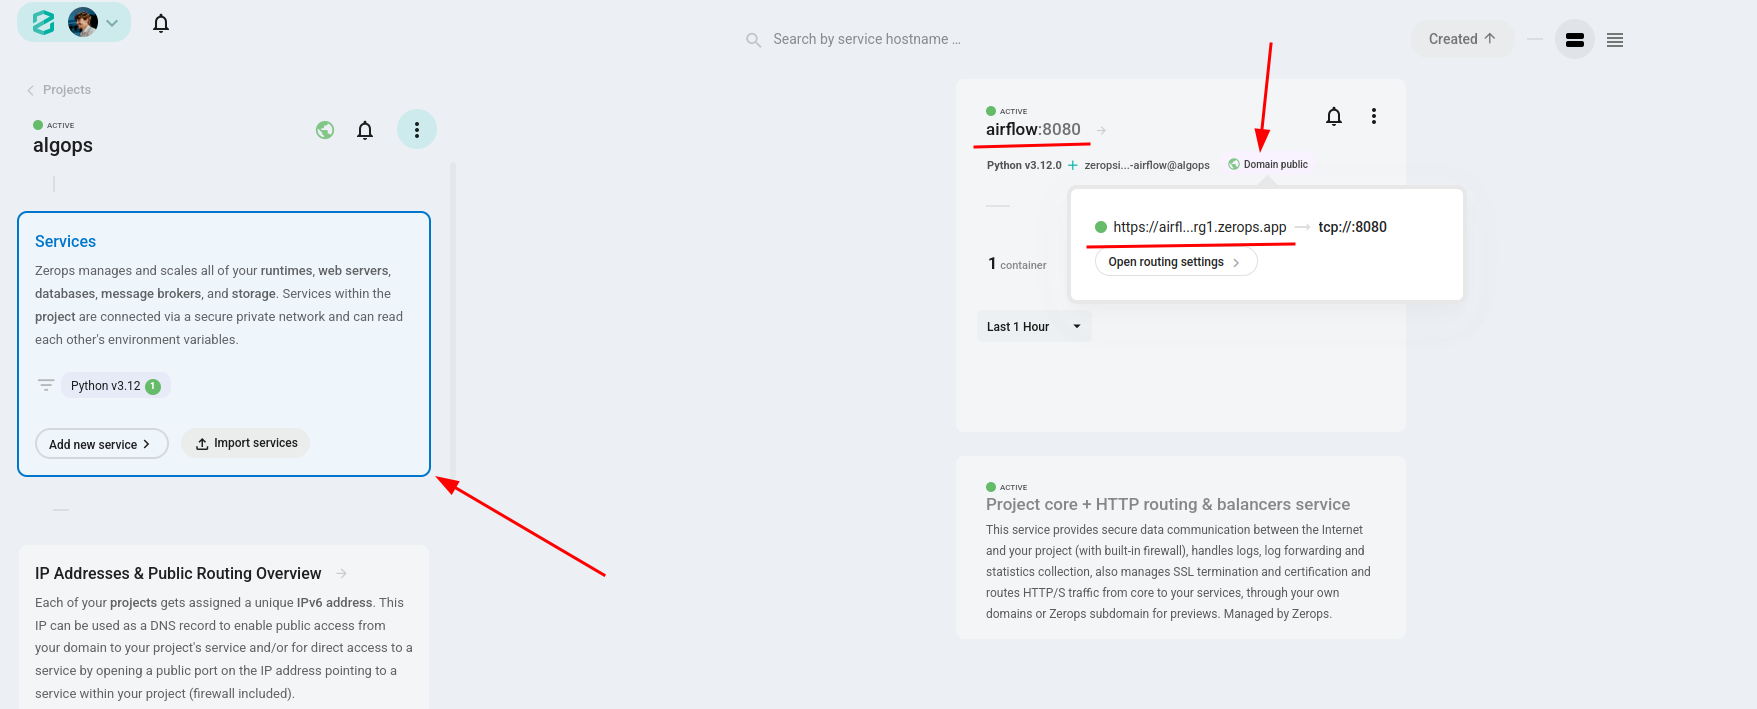 Search by service hostname ...
Created
Projects
ACTIVE
algops
Services
Zerops manages and scales all of your runtimes, web servers,
databases, message brokers, and storage. Services within the
project are connected via a secure private network and can read
each other's environment variables.
Python v3.12 1
Add new service
Import services
IP Addresses & Public Routing Overview
Each of your projects gets assigned a unique IPv6 address. This
IP can be used as a DNS record to enable public access from
your domain to your project's service and/or for direct access to a
service by opening a public port on the IP address pointing to a
service within your project (firewall included).
ACTIVE
airflow:8080
Python v3.12.0 + zeropsi...-airflow@algops
Domain public
https://airfl...rg1.zerops.app → tcp://:8080
Open routing settings
1 container
Last 1 Hour
ACTIVE
Project core + HTTP routing & balancers service
This service provides secure data communication between the Internet
and your project (with built-in firewall), handles logs, log forwarding and
statistics collection, also manages SSL termination and certification and
routes HTTP/S traffic from core to your services, through your own
domains or Zerops subdomain for previews. Managed by Zerops.